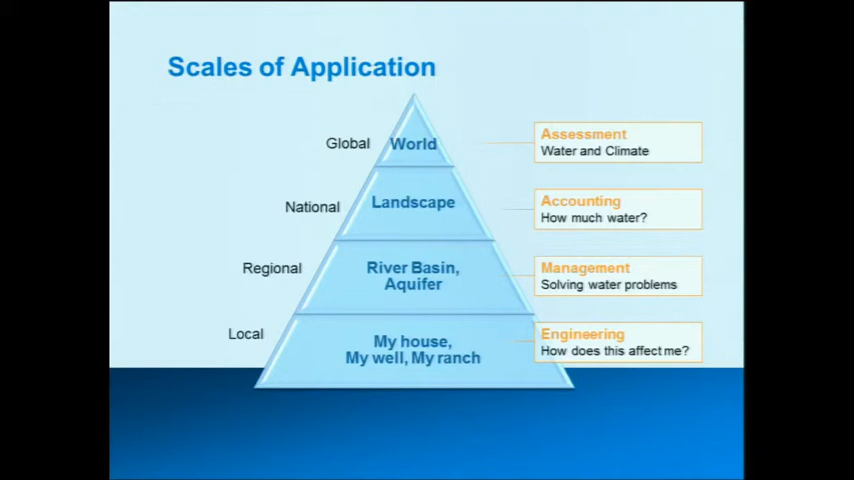 Scales of Application
Global
World
Assessment
Water and Climate
National
Landscape
Accounting
How much water?
Regional
River Basin,
Aquifer
Management
Solving water problems
Local
My house,
My well, My ranch
Engineering
How does this affect me?